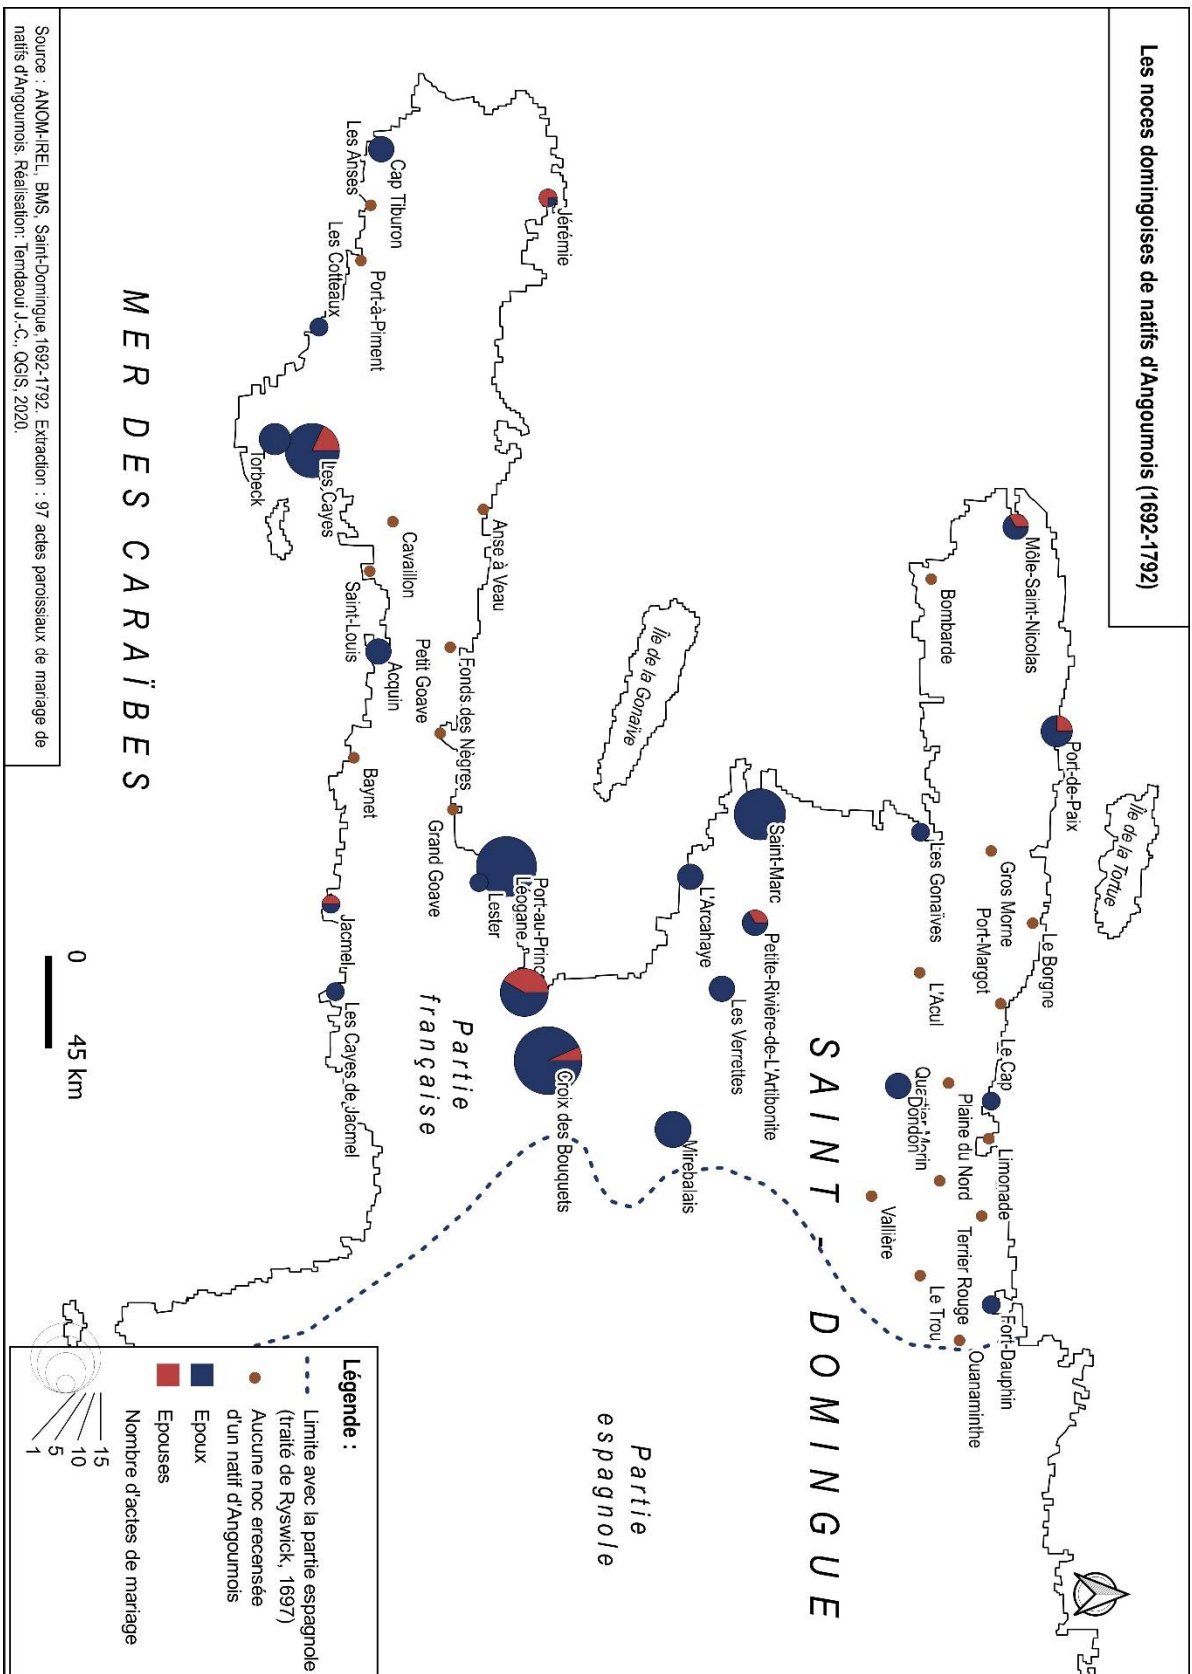 Les noces domingoises de natifs d'Angoumois (1692-1792)
Île de la Tortue
Môle-Saint-Nicolas
Port-de-Paix
Bombarde
Gros Morne
Le Borgne
Port-Margot
Le Cap
Limonade
Fort-Dauphin
Les Gonaïves
L'Acul
Plaine du Nord
Quartier Morin
Dondon
Terrier Rouge
Le Trou
Ouanaminthe
Vallière
SAINT - DOMINGUE
Saint-Marc
Petite-Rivière-de-L'Artibonite
Les Verrettes
L'Arcahaye
Mirebalais
Île de la Gonaïve
Partie
espagnole
Jérémie
Anse à Veau
Fonds des Nègres
Petit Goave
Grand Goave
Port-au-Princ
Léogane
Lester
Croix des Bouquets
Partie
française
Cap Tiburon
Les Anses
Port-à-Piment
Les Cotteaux
Les Cayes
Torbeck
Cavaillon
Saint-Louis
Acquin
Baynet
Jacmel
Les Cayes de Jacmel
MER DES CARAÏBES
0 45 km
Légende :
Limite avec la partie espagnole
(traité de Ryswick, 1697)
Aucune noc erecensée
d'un natif d'Angoumois
Epoux
Epouses
Nombre d'actes de mariage
15
10
5
1
Source : ANOM-IREL, BMS, Saint-Domingue,1692-1792. Extraction : 97 actes paroissiaux de mariage de
natifs d'Angoumois. Réalisation: Temdaoui J.-C., QGIS, 2020.